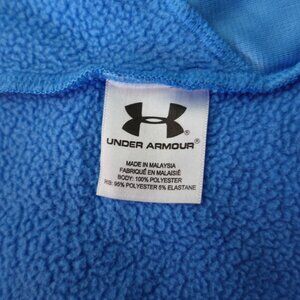 UNDER ARMOUR®
MADE IN MALAYSIA
FABRIQUÉ EN MALAISIE
BODY: 100% POLYESTER
RIB: 95% POLYESTER 5% ELASTANE